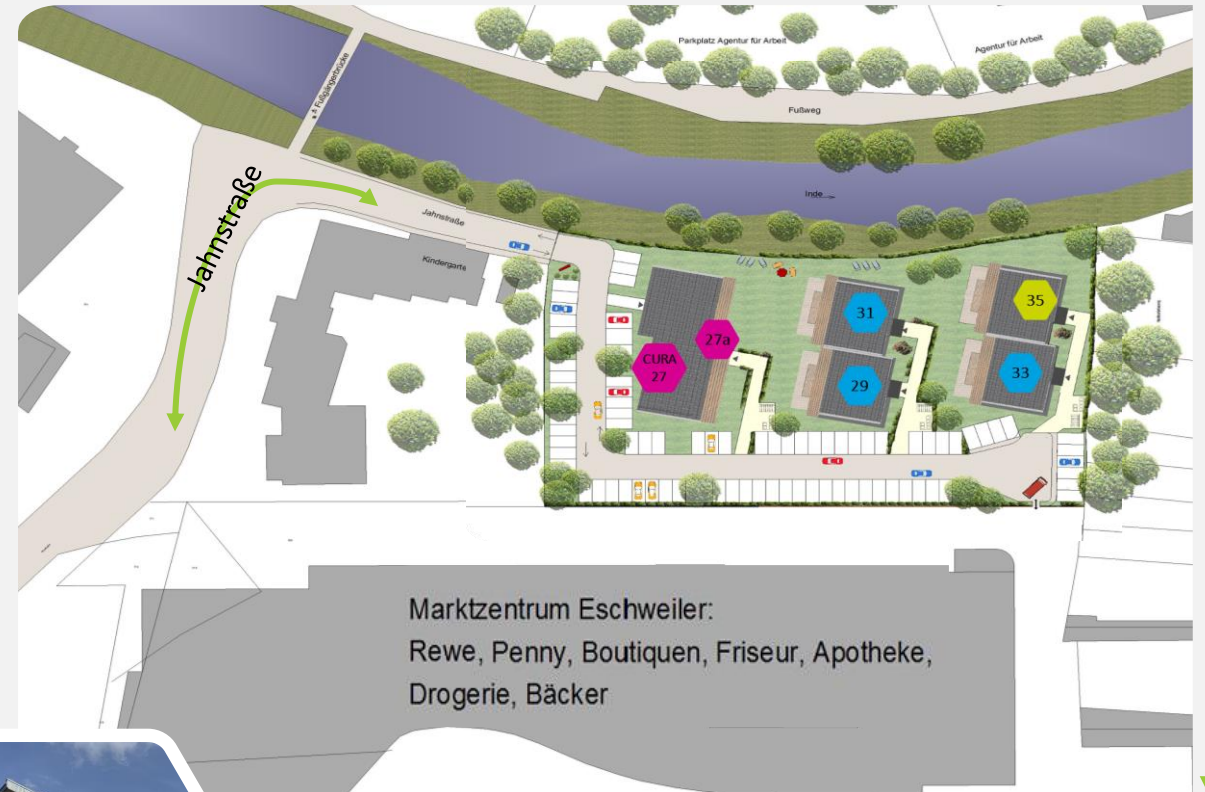 Parkplatz Agentur für Arbeit
Agentur für Arbeit
Fußgängerbrücke
Fußweg
Inde
Jahnstraße
Jahnstraße
Kindergarte
CURA
27
27a
31
29
35
33
Marktzentrum Eschweiler:
Rewe, Penny, Boutiquen, Friseur, Apotheke,
Drogerie, Bäcker